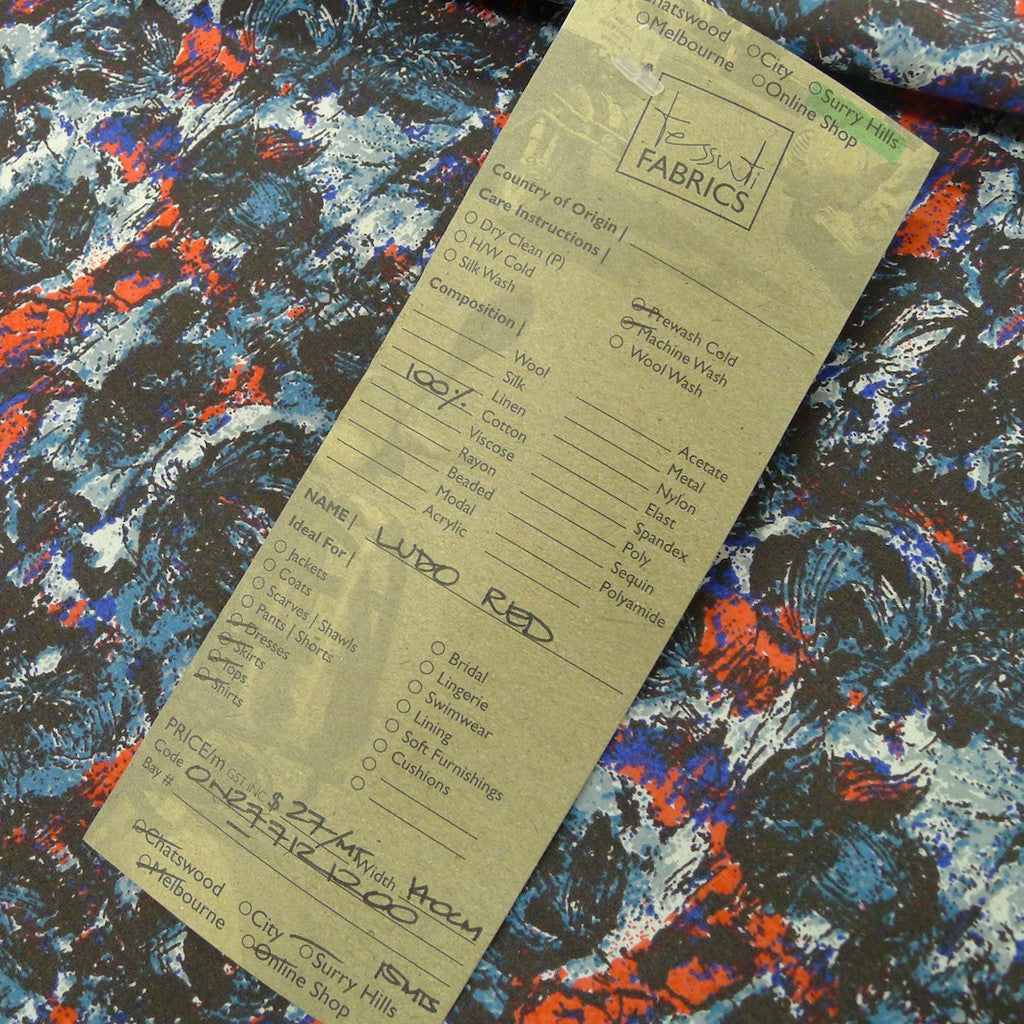 Chatswood
City
Surry Hills
Melbourne
Online Shop
tessuti
FABRICS
Country of Origin |
Care Instructions |
Dry Clean (P)
H/W Cold
Silk Wash
Prewash Cold
Machine Wash
Wool Wash
Composition |
Wool
Silk
Linen
100% Cotton
Viscose
Rayon
Beaded
Modal
Acrylic
Acetate
Metal
Nylon
Elast
Spandex
Poly
Sequin
Polyamide
NAME | LUDO RED
Ideal For |
Jackets
Coats
Scarves | Shawls
Pants | Shorts
Dresses
Skirts
Tops
Shirts
Bridal
Lingerie
Swimwear
Lining
Soft Furnishings
Cushions
PRICE/m GST INC $ 27-/MT Width 140CM
Code
Bay #
15MTS
Chatswood
City
Surry Hills
Melbourne
Online Shop